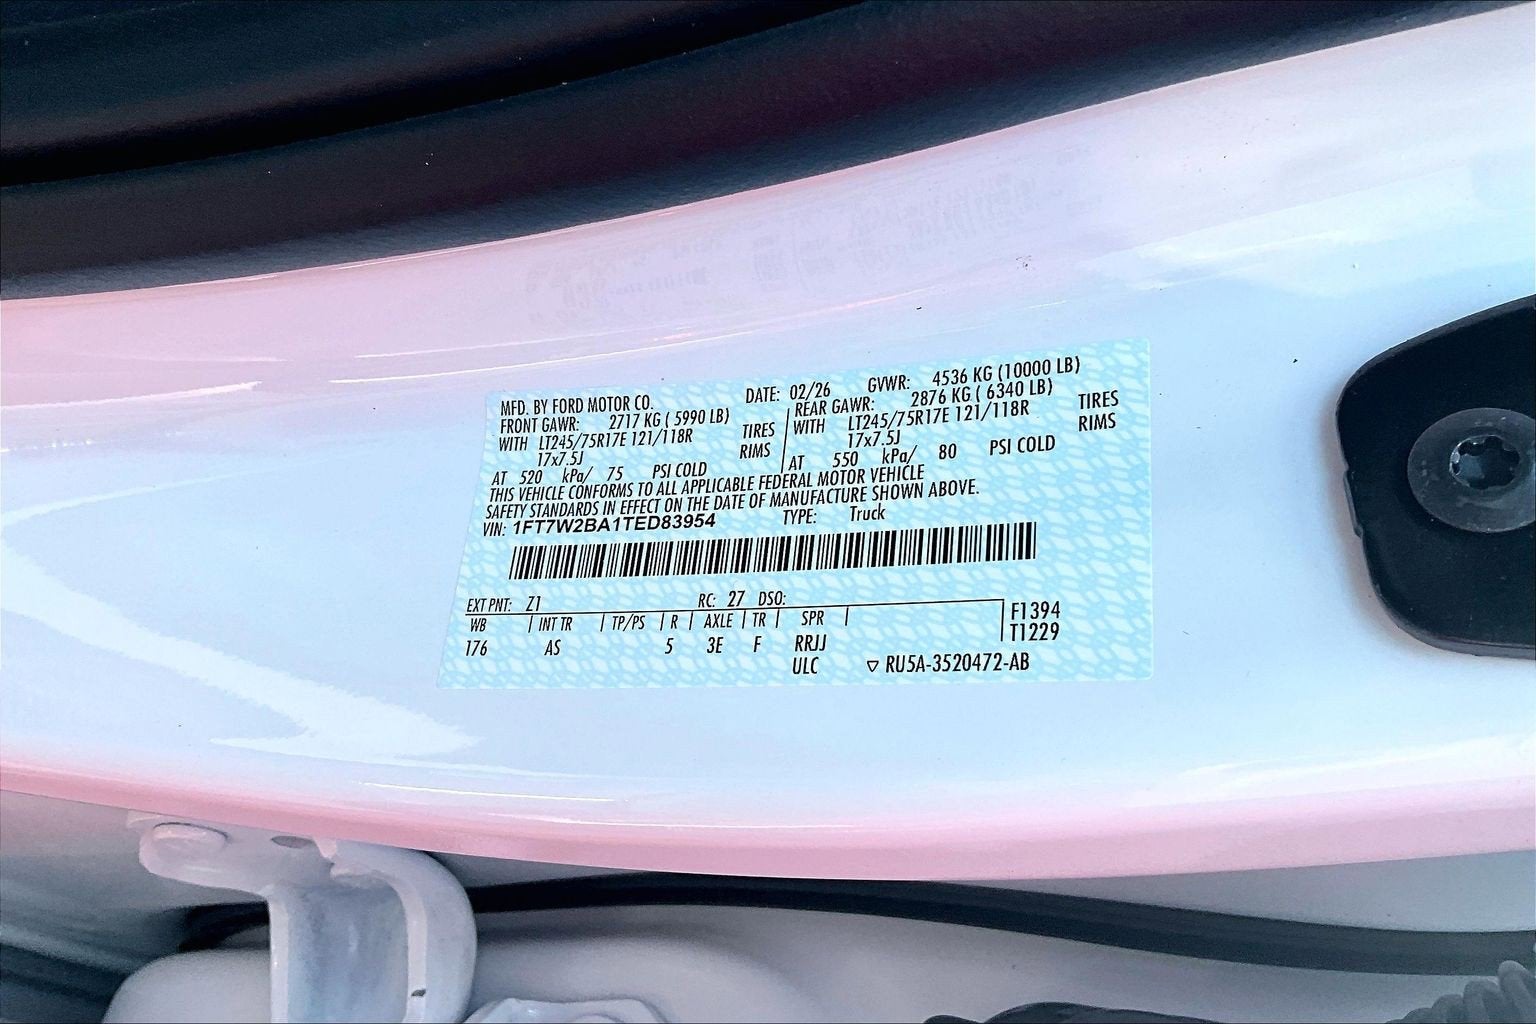 MFD. BY FORD MOTOR CO. DATE: 02/26 GVWR: 4536 KG (10000 LB)
FRONT GAWR: 2717 KG ( 5990 LB) REAR GAWR: 2876 KG ( 6340 LB)
WITH LT245/75R17E 121/118R TIRES WITH LT245/75R17E 121/118R TIRES
17x7.5J RIMS 17x7.5J RIMS
AT 520 kPa/ 75 PSI COLD AT 550 kPa/ 80 PSI COLD
THIS VEHICLE CONFORMS TO ALL APPLICABLE FEDERAL MOTOR VEHICLE
SAFETY STANDARDS IN EFFECT ON THE DATE OF MANUFACTURE SHOWN ABOVE.
VIN: 1FT7W2BA1TED83954 TYPE: Truck
EXT PNT: Z1 RC: 27 DSO:
WB INT TR TP/PS R AXLE TR SPR F1394
176 AS 5 3E F RRJJ T1229
ULC ▽ RU5A-3520472-AB